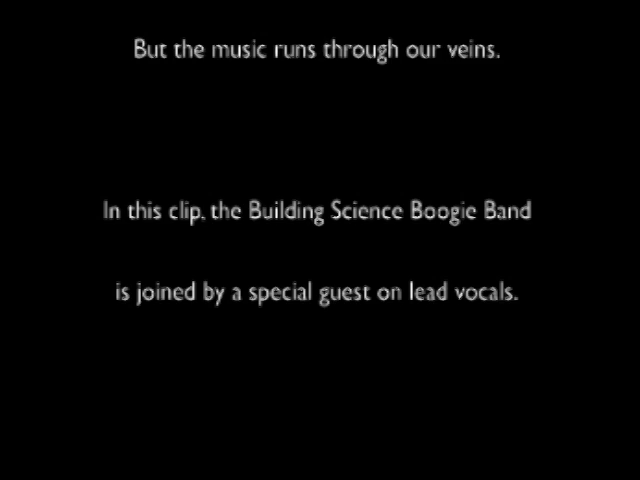 But the music runs through our veins.
In this clip, the Building Science Boogie Band
is joined by a special guest on lead vocals.